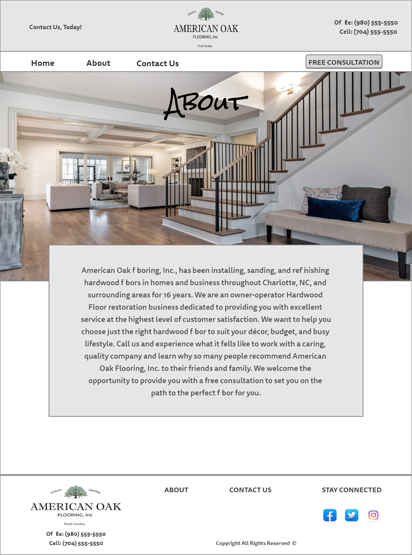 Contact Us, Today!
AMERICAN OAK
FLOORING, Inc
North Carolina
Of  Ee: (980) 555-5550
Cell: (704) 555-5550
Home
About
Contact Us
FREE CONSULTATION
About
American Oak f boring, Inc., has been installing, sanding, and ref hishing
hardwood f bors in homes and business throughout Charlotte, NC, and
surrounding areas for 16 years. We are an owner-operator Hardwood
Floor restoration business dedicated to providing you with excellent
service at the highest level of customer satisfaction. We want to help you
choose just the right hardwood f bor to suit your décor, budget, and busy
lifestyle. Call us and experience what it fells like to work with a caring,
quality company and learn why so many people recommend American
Oak Flooring, Inc. to their friends and family. We welcome the
opportunity to provide you with a free consultation to set you on the
path to the perfect f bor for you.
AMERICAN OAK
FLOORING, Inc
North Carolina
Of  Ee: (980) 555-5550
Cell: (704) 555-5550
ABOUT
CONTACT US
STAY CONNECTED
Copyright All Rights Reserved ©